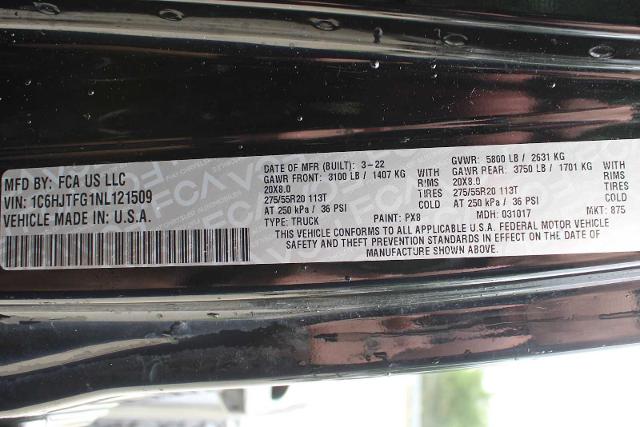 MFD BY: FCA US LLC
VIN: 1C6HJTFG1NL121509
VEHICLE MADE IN U.S.A.
DATE OF MFR (BUILT): 3-22 GVWR: 5800 LB / 2631 KG
GAWR FRONT: 3100 LB / 1407 KG WITH GAWR REAR: 3750 LB / 1701 KG WITH
20X8.0 RIMS 20X8.0 RIMS
275/55R20 113T TIRES 275/55R20 113T TIRES
AT 250 kPa / 36 PSI COLD AT 250 kPa / 36 PSI COLD
TYPE: TRUCK PAINT: PX8 MDH: 031017 MKT: 875
THIS VEHICLE CONFORMS TO ALL APPLICABLE U.S.A. FEDERAL MOTOR VEHICLE
SAFETY AND THEFT PREVENTION STANDARDS IN EFFECT ON THE DATE OF
MANUFACTURE SHOWN ABOVE.